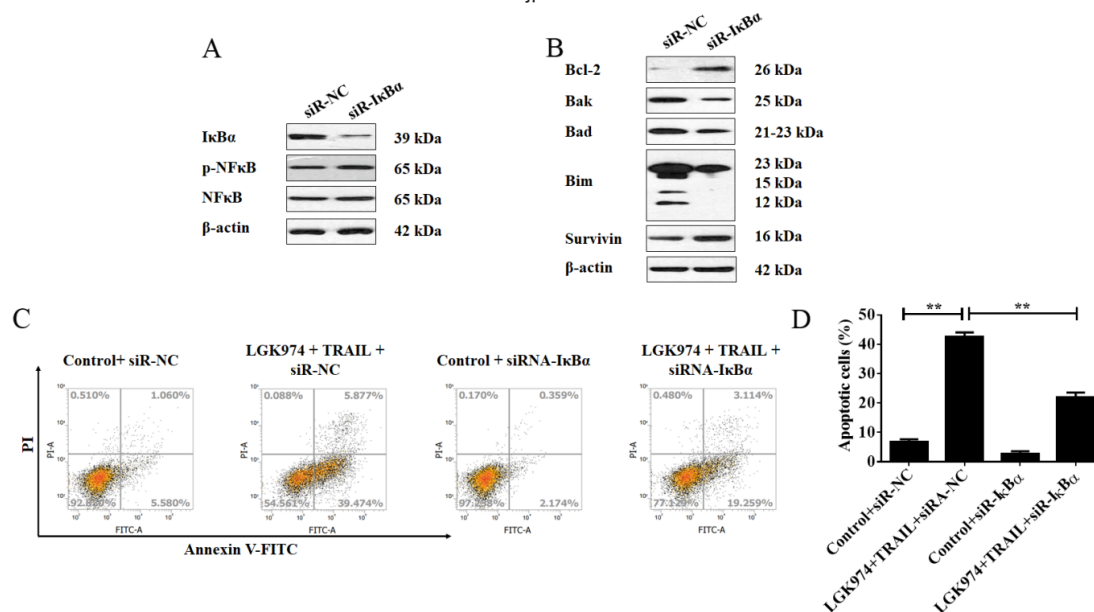 A
siR-NC
siR-IκBα
IκBα
39 kDa
p-NFκB
65 kDa
NFκB
65 kDa
β-actin
42 kDa
B
siR-NC
siR-IκBα
Bcl-2
26 kDa
Bak
25 kDa
Bad
21-23 kDa
Bim
23 kDa
15 kDa
12 kDa
Survivin
16 kDa
β-actin
42 kDa
C
PI
Annexin V-FITC
Control+ siR-NC
0.510%
1.060%
5.580%
PI-A
FITC-A
LGK974 + TRAIL +
siR-NC
0.088%
5.877%
54.561%
39.474%
PI-A
FITC-A
Control + siRNA-IκBα
0.170%
0.359%
2.174%
PI-A
FITC-A
LGK974 + TRAIL +
siRNA-IκBα
0.480%
3.114%
19.259%
PI-A
FITC-A
D
**
**
Apoptotic cells (%)
50
40
30
20
10
0
Control+siR-NC
LGK974+TRAIL+siRA-NC
Control+siR-IκBα
LGK974+TRAIL+siR-IκBα